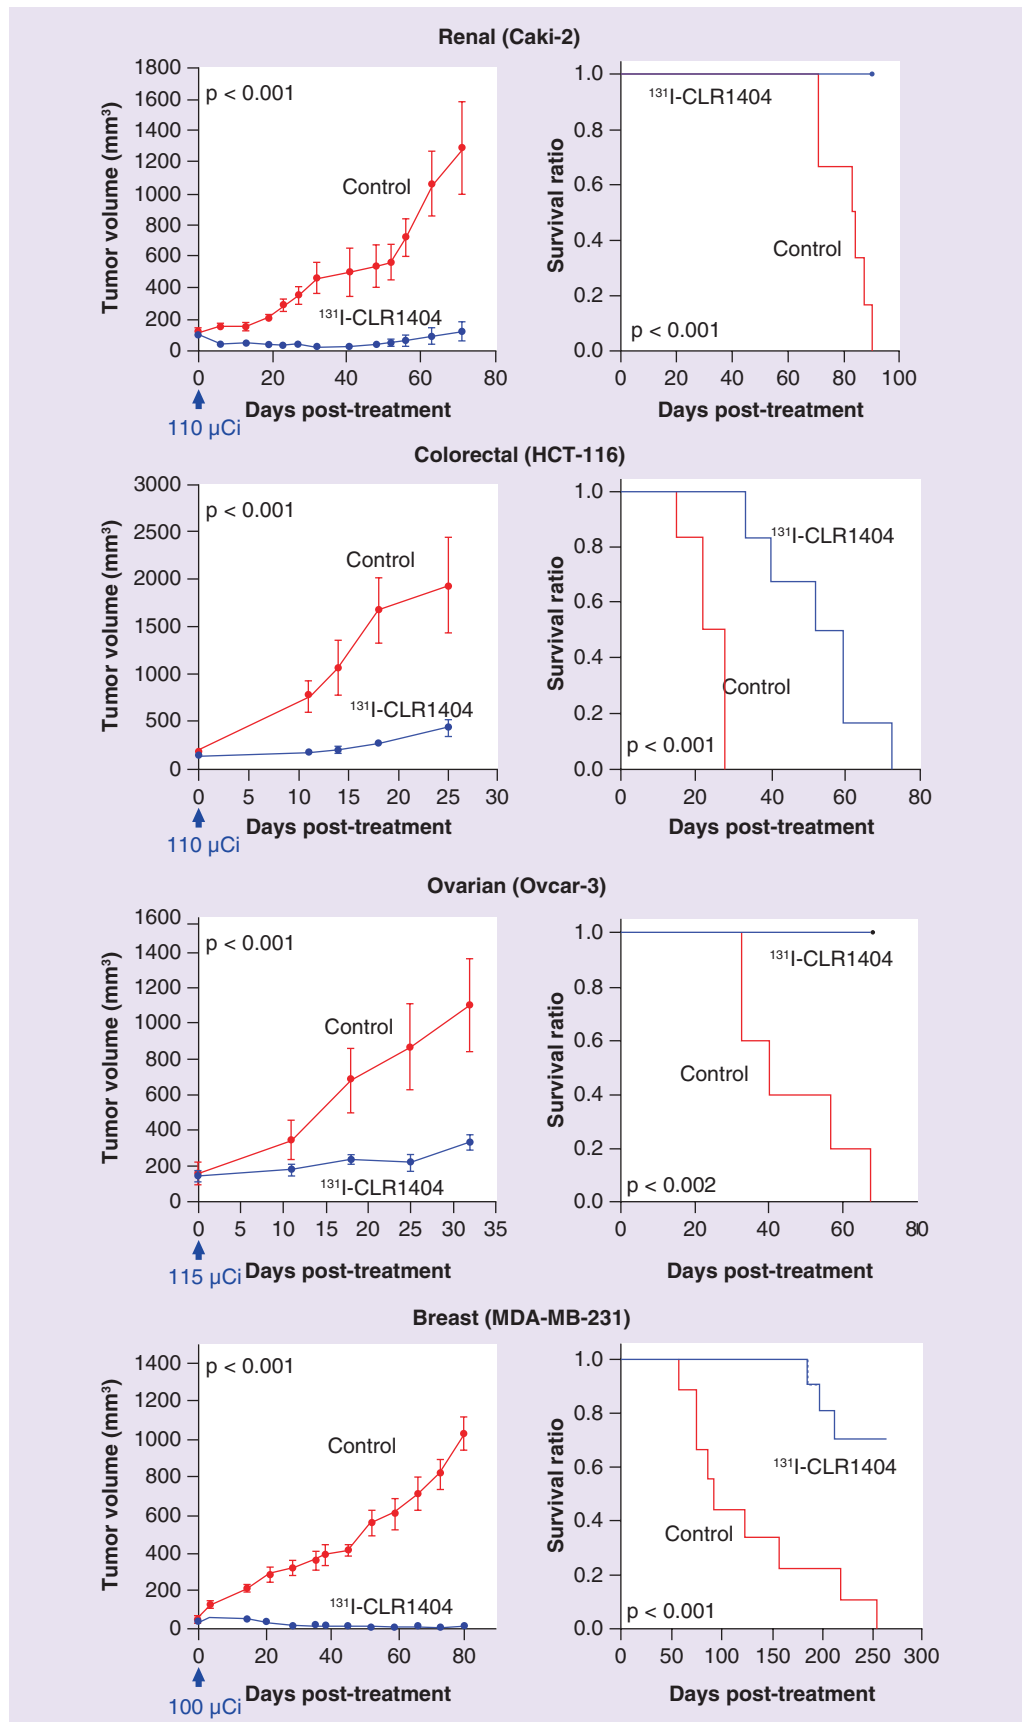 Renal (Caki-2)
Tumor volume (mm³)
1800
1600
1400
1200
1000
800
600
400
200
0
p < 0.001
Control
¹³¹I-CLR1404
0 20 40 60 80
Days post-treatment
110 µCi
Survival ratio
1.0
0.8
0.6
0.4
0.2
0.0
¹³¹I-CLR1404
Control
p < 0.001
0 20 40 60 80 100
Days post-treatment
Colorectal (HCT-116)
Tumor volume (mm³)
3000
2500
2000
1500
1000
500
0
p < 0.001
Control
¹³¹I-CLR1404
0 5 10 15 20 25 30
Days post-treatment
110 µCi
Survival ratio
1.0
0.8
0.6
0.4
0.2
0.0
¹³¹I-CLR1404
Control
p < 0.001
0 20 40 60 80
Days post-treatment
Ovarian (Ovcar-3)
Tumor volume (mm³)
1600
1400
1200
1000
800
600
400
200
0
p < 0.001
Control
¹³¹I-CLR1404
0 5 10 15 20 25 30 35
Days post-treatment
115 µCi
Survival ratio
1.0
0.8
0.6
0.4
0.2
0.0
¹³¹I-CLR1404
Control
p < 0.002
0 20 40 60 80
Days post-treatment
Breast (MDA-MB-231)
Tumor volume (mm³)
1400
1200
1000
800
600
400
200
0
p < 0.001
Control
¹³¹I-CLR1404
0 20 40 60 80
Days post-treatment
100 µCi
Survival ratio
1.0
0.8
0.6
0.4
0.2
0.0
¹³¹I-CLR1404
Control
p < 0.001
0 50 100 150 200 250 300
Days post-treatment